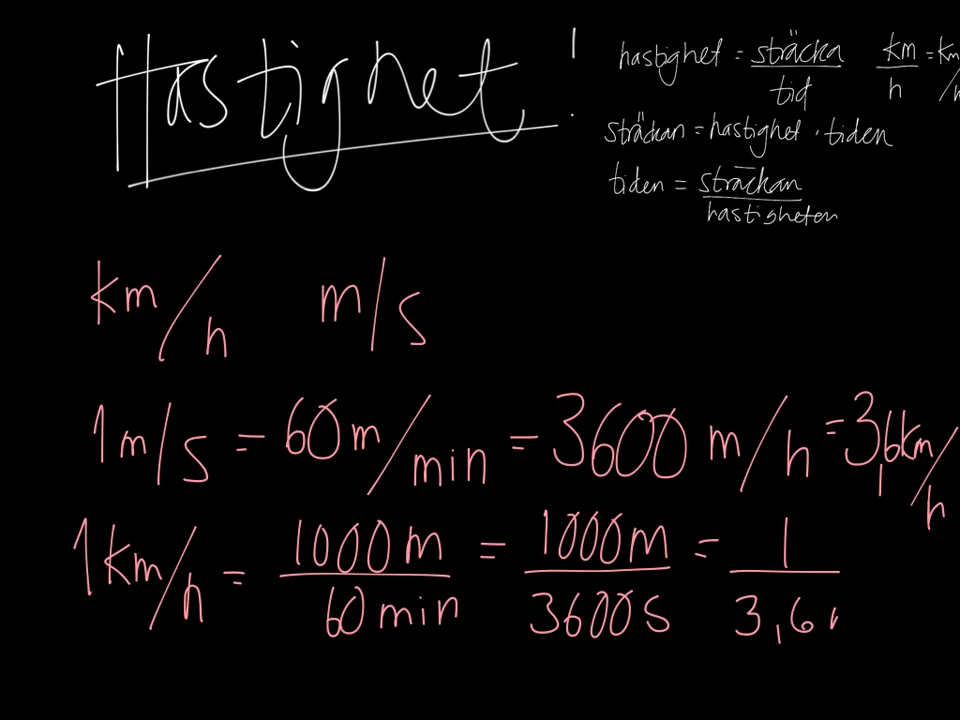 Hastighet!
hastighet = sträcka/tid km/h = km/h
sträckan = hastighet · tiden
tiden = sträckan/hastigheten
km/h m/s
1 m/s = 60 m/min = 3600 m/h = 3,6 km/h
1 km/h = 1000 m/60 min = 1000 m/3600 s = 1/3,6